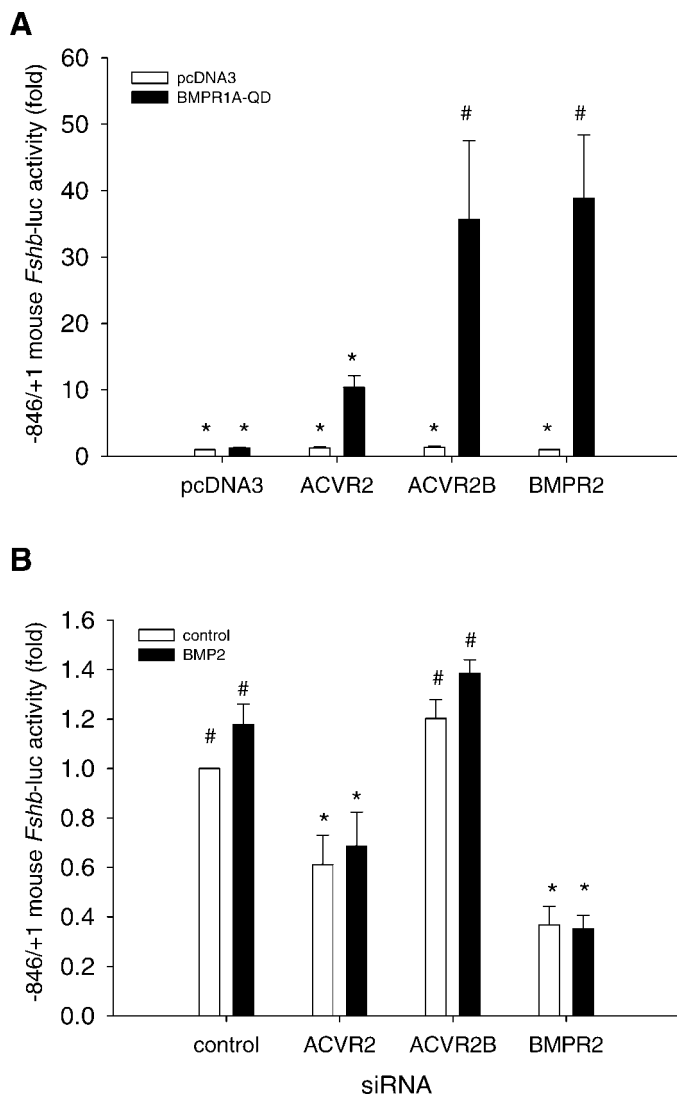 A
-846/+1 mouse Fshb-luc activity (fold)
60
50
40
30
20
10
0
pcDNA3
BMPR1A-QD
* * * * * # * #
pcDNA3 ACVR2 ACVR2B BMPR2
B
-846/+1 mouse Fshb-luc activity (fold)
1.6
1.4
1.2
1.0
0.8
0.6
0.4
0.2
0.0
control
BMP2
# # * * # # * *
control ACVR2 ACVR2B BMPR2
siRNA